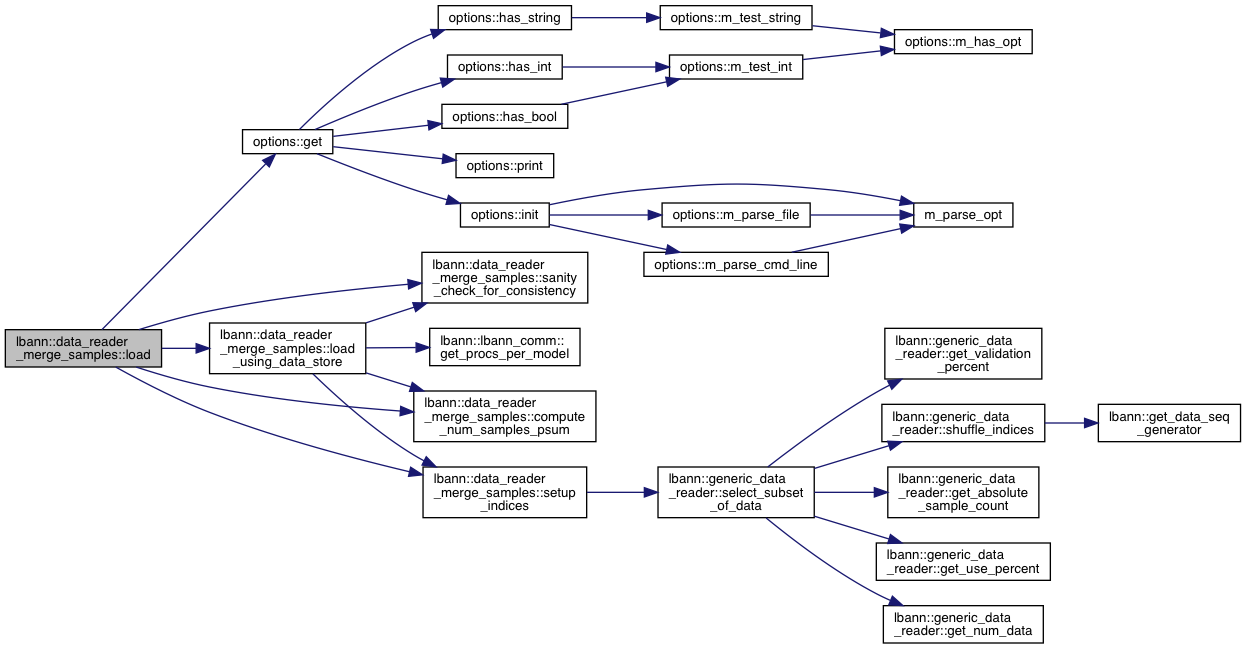 options::has_string
options::m_test_string
options::m_has_opt
options::has_int
options::m_test_int
options::has_bool
options::get
options::print
options::init
options::m_parse_file
m_parse_opt
options::m_parse_cmd_line
lbann::data_reader
_merge_samples::sanity
_check_for_consistency
lbann::data_reader
_merge_samples::load
lbann::data_reader
_merge_samples::load
_using_data_store
lbann::lbann_comm::
get_procs_per_model
lbann::generic_data
_reader::get_validation
_percent
lbann::data_reader
_merge_samples::compute
_num_samples_psum
lbann::generic_data
_reader::shuffle_indices
lbann::get_data_seq
_generator
lbann::data_reader
_merge_samples::setup
_indices
lbann::generic_data
_reader::select_subset
_of_data
lbann::generic_data
_reader::get_absolute
_sample_count
lbann::generic_data
_reader::get_use_percent
lbann::generic_data
_reader::get_num_data